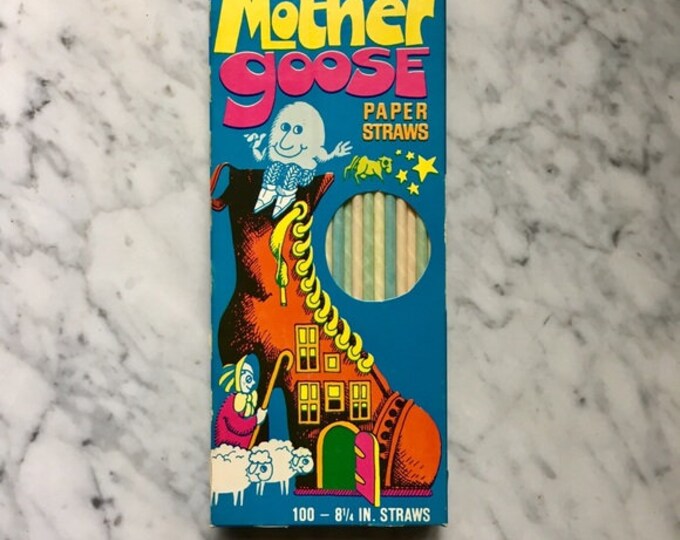 Mother
goose
PAPER
STRAWS
100 – 8¼ IN. STRAWS